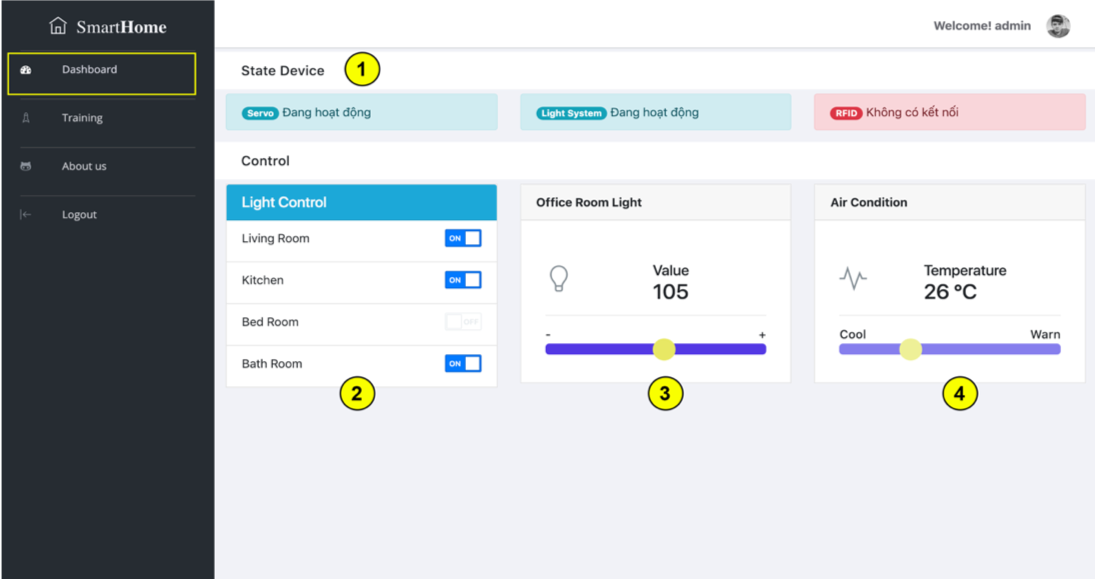 SmartHome
Welcome! admin
Dashboard
Training
About us
Logout
State Device 1
Servo Đang hoạt động
Light System Đang hoạt động
RFID Không có kết nối
Control
Light Control
Living Room ON
Kitchen ON
Bed Room OFF
Bath Room ON
2
Office Room Light
Value
105
- +
3
Air Condition
Temperature
26 °C
Cool Warn
4